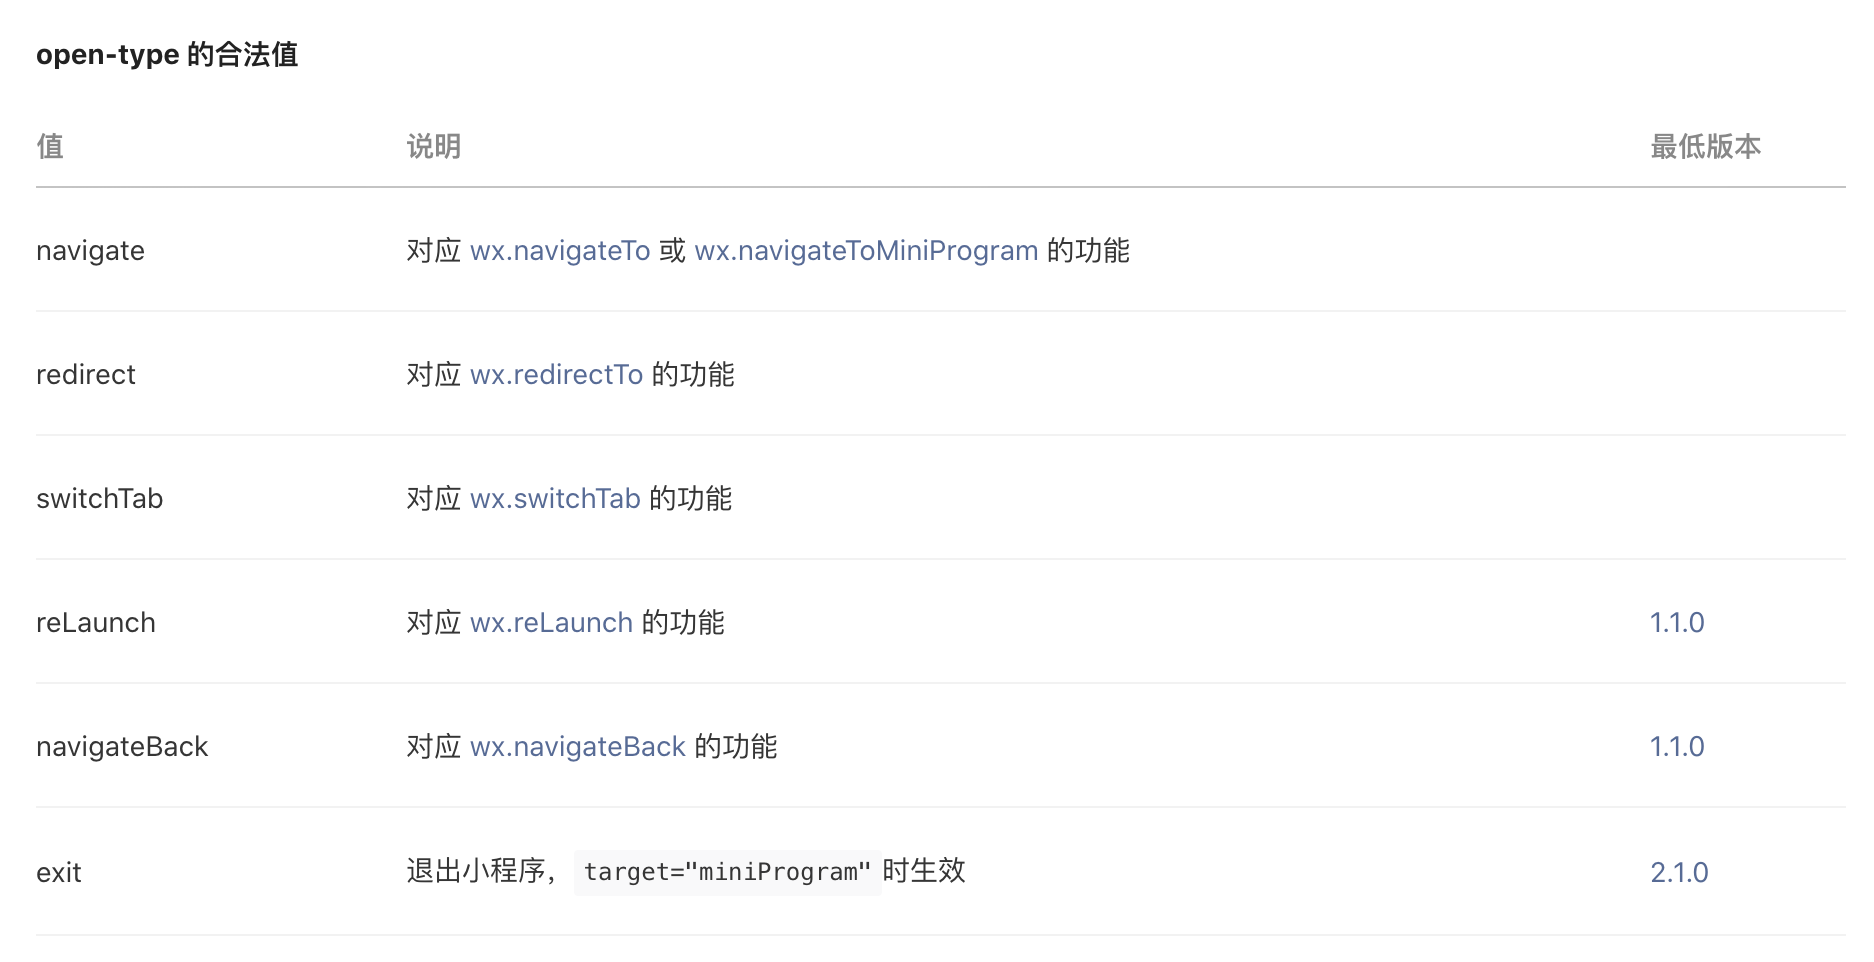 open-type 的合法值
值 说明 最低版本
navigate 对应 wx.navigateTo 或 wx.navigateToMiniProgram 的功能
redirect 对应 wx.redirectTo 的功能
switchTab 对应 wx.switchTab 的功能
reLaunch 对应 wx.reLaunch 的功能 1.1.0
navigateBack 对应 wx.navigateBack 的功能 1.1.0
exit 退出小程序，target="miniProgram"时生效 2.1.0